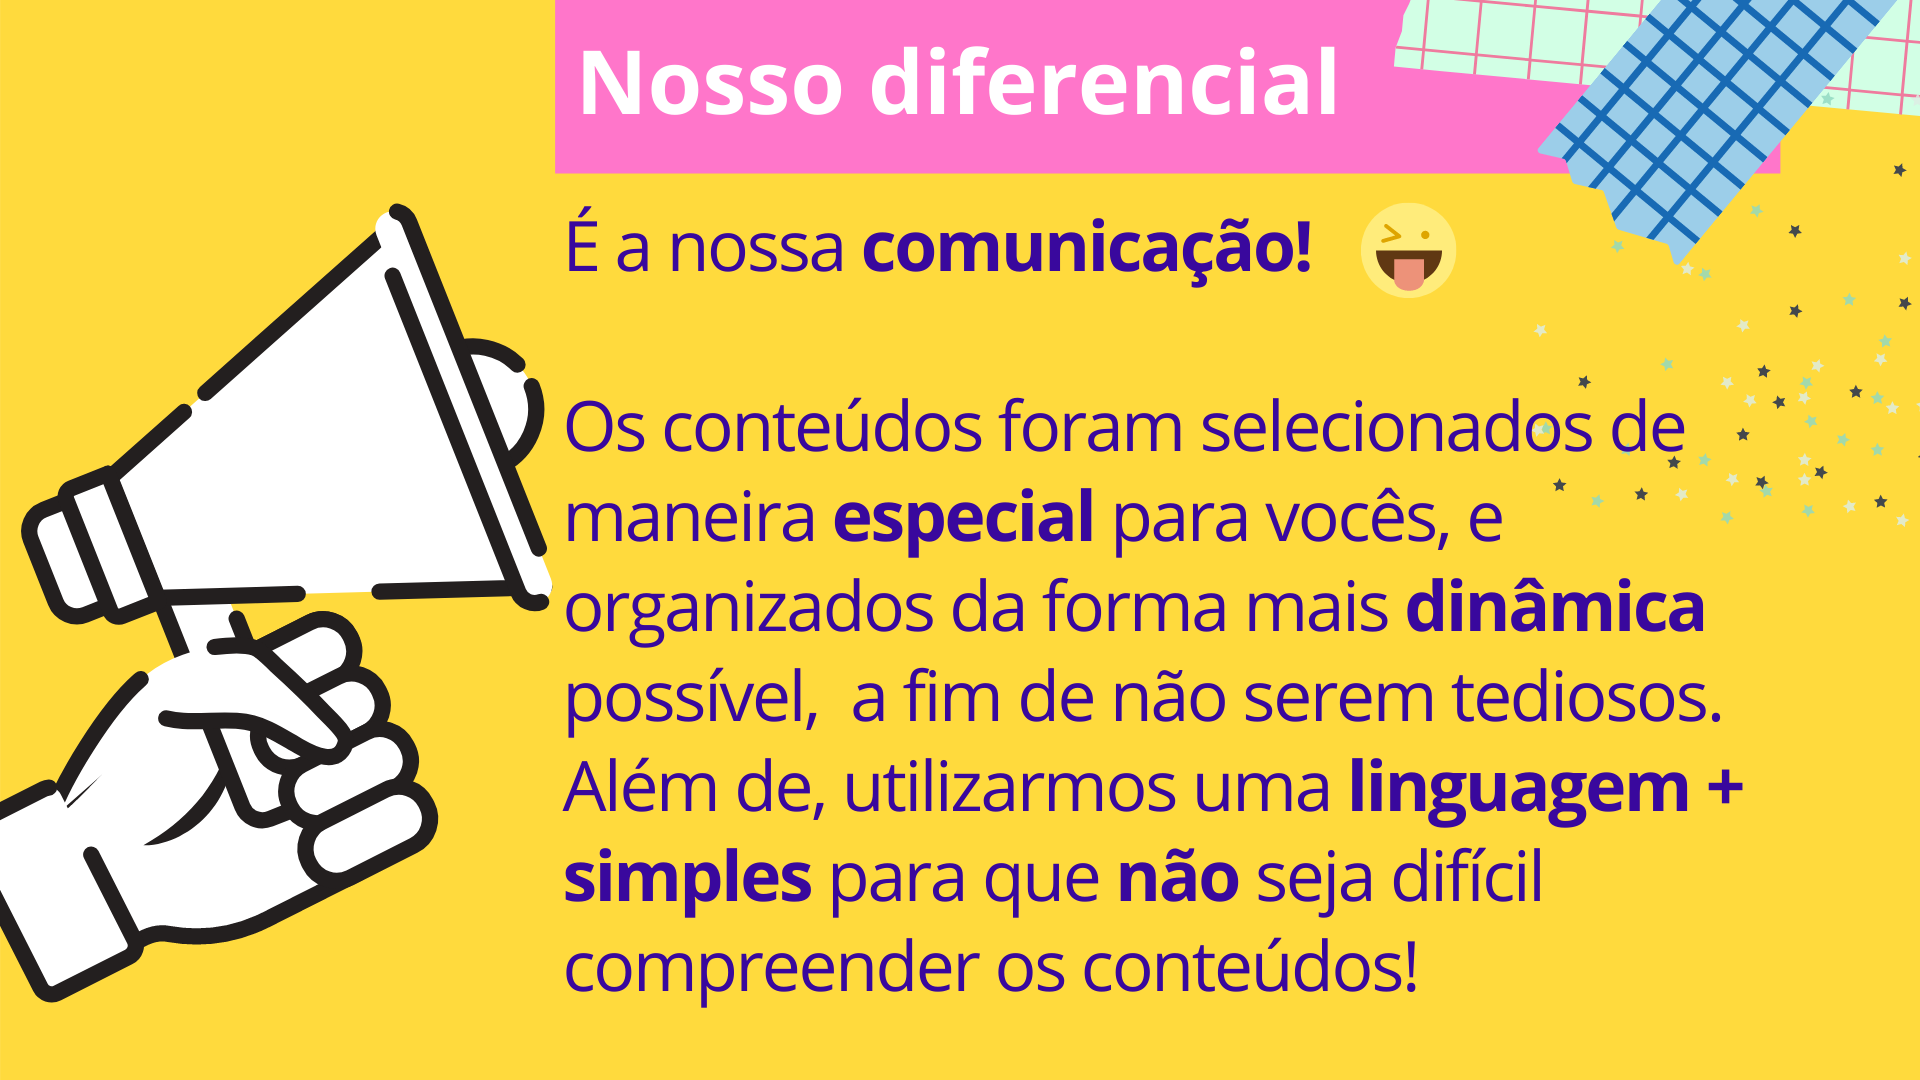 Nosso diferencial
É a nossa comunicação!
Os conteúdos foram selecionados de
maneira especial para vocês, e
organizados da forma mais dinâmica
possível,  a fim de não serem tediosos.
Além de, utilizarmos uma linguagem +
simples para que não seja difícil
compreender os conteúdos!